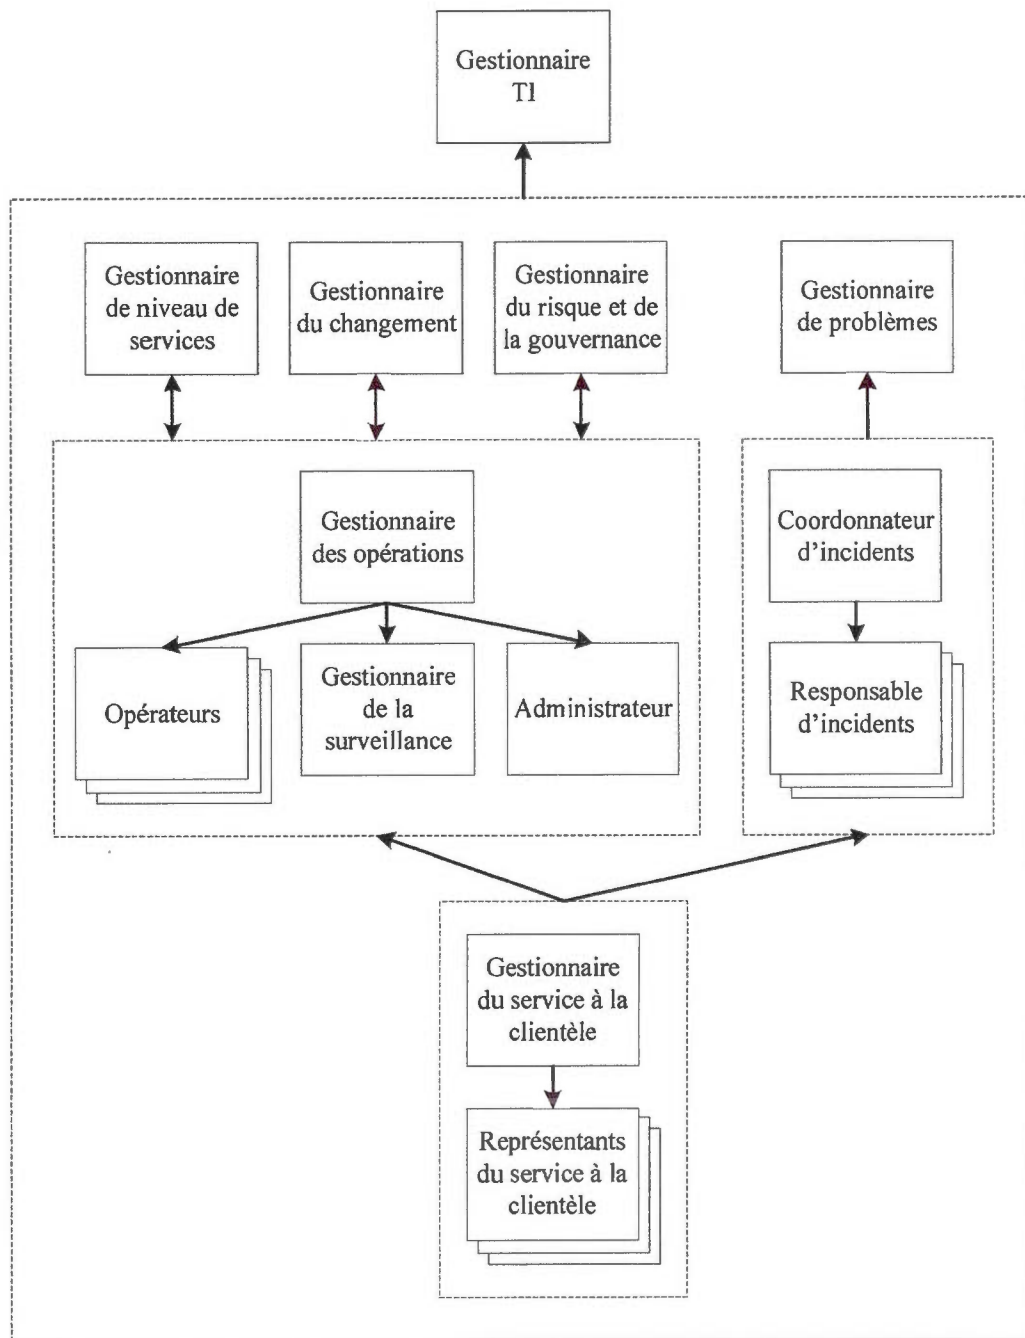 Gestionnaire
TI
Gestionnaire
de niveau de
services
Gestionnaire
du changement
Gestionnaire
du risque et de
la gouvernance
Gestionnaire
de problèmes
Gestionnaire
des opérations
Coordonnateur
d'incidents
Opérateurs
Gestionnaire
de la
surveillance
Administrateur
Responsable
d'incidents
Gestionnaire
du service à la
clientèle
Représentants
du service à la
clientèle